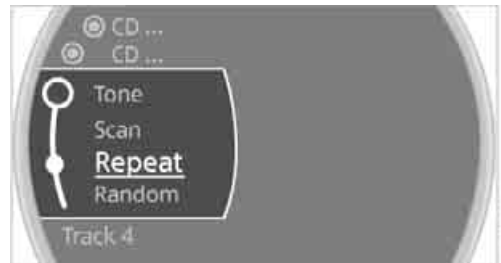 CD ...
CD ...
Tone
Scan
Repeat
Random
Track 4